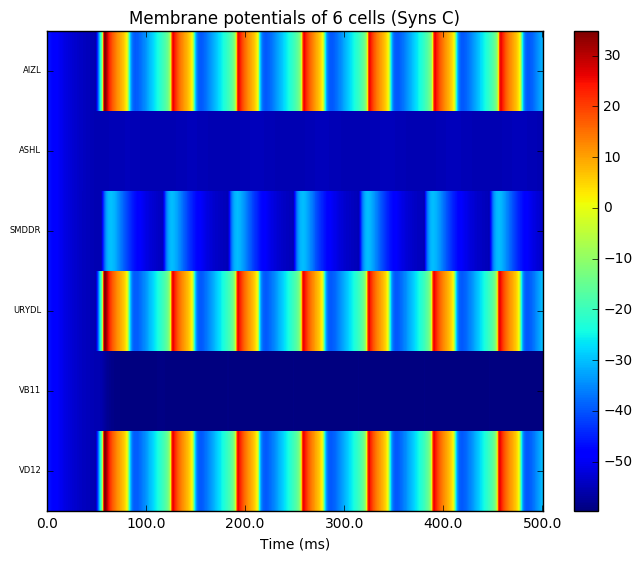 Membrane potentials of 6 cells (Syns C)
AIZL
ASHL
SMDDR
URYDL
VB11
VD12
0.0 100.0 200.0 300.0 400.0 500.0
Time (ms)
30
20
10
0
−10
−20
−30
−40
−50